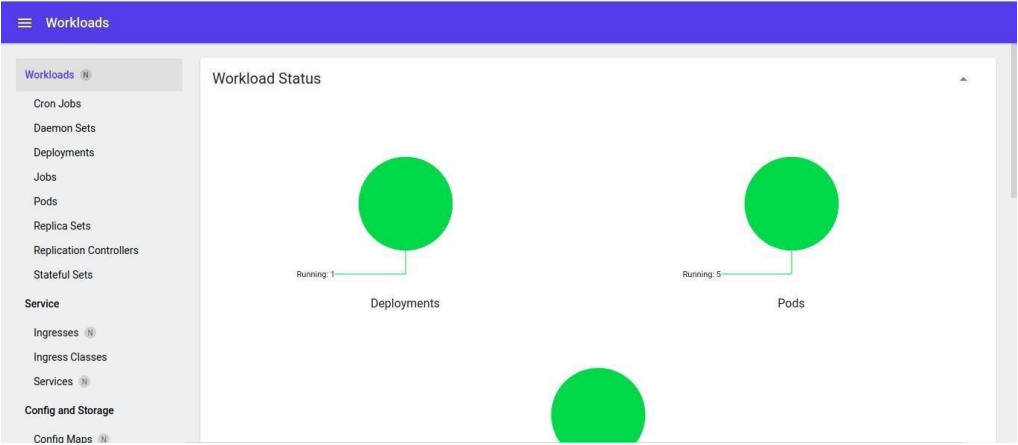 Workloads
Workloads N
Cron Jobs
Daemon Sets
Deployments
Jobs
Pods
Replica Sets
Replication Controllers
Stateful Sets
Service
Ingresses N
Ingress Classes
Services N
Config and Storage
Config Maps N
Workload Status
Running: 1
Deployments
Running: 5
Pods